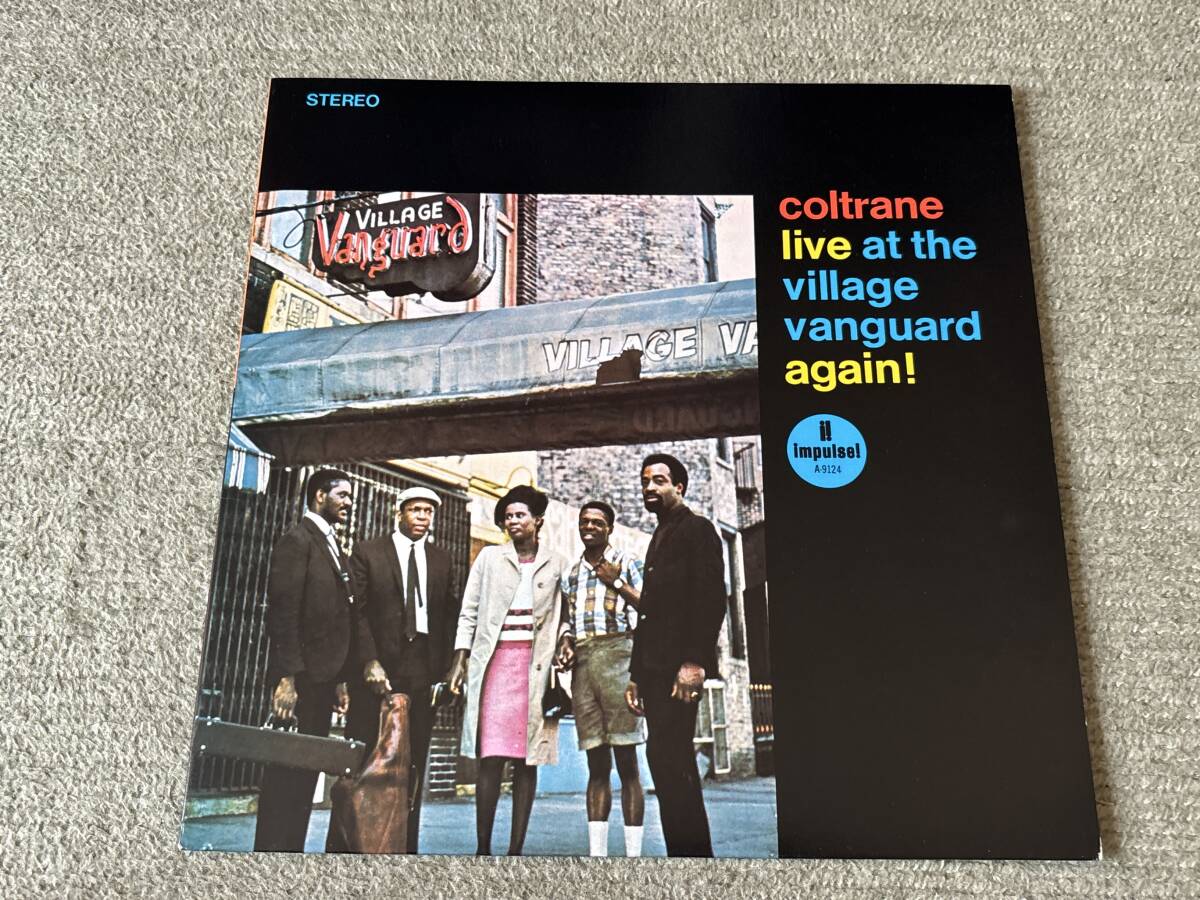 STEREO
coltrane
live at the
village
vanguard
again!
i!
impulse!
A-9124
VILLAGE
Vanguard
VILLAGE VA